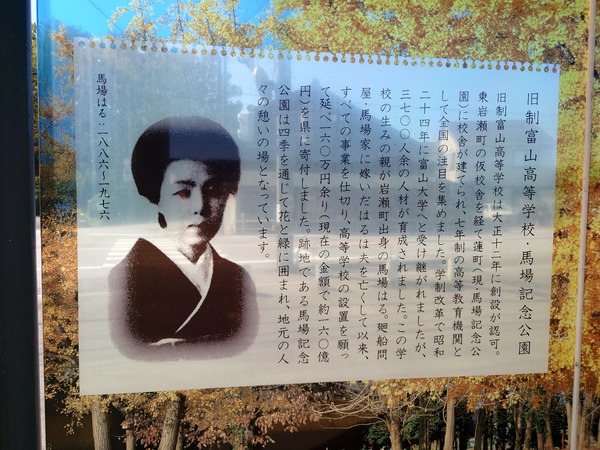 旧制富山高等学校・馬場記念公園
旧制富山高等学校は大正十二年に創設が認可。
東岩瀬町の仮校舎を経て蓮町（現・馬場記念公
園）に校舎が建てられ、七年制の高等教育機関と
して全国の注目を集めました。学制改革で昭和
二十四年に富山大学へと受け継がれましたが、
三七〇〇人余の人材が育成されました。この学
校の生みの親が岩瀬町出身の馬場はる。廻船問
屋・馬場家に嫁いだはるは夫を亡くして以来、
すべての事業を仕切り、高等学校の設置を願っ
て延べ一六〇万円余り（現在の金額で約一六〇億
円）を県に寄付しました。跡地である馬場記念
公園は四季を通じて花と緑に囲まれ、地元の人
々の憩いの場となっています。
馬場はる・一八八六～一九七六